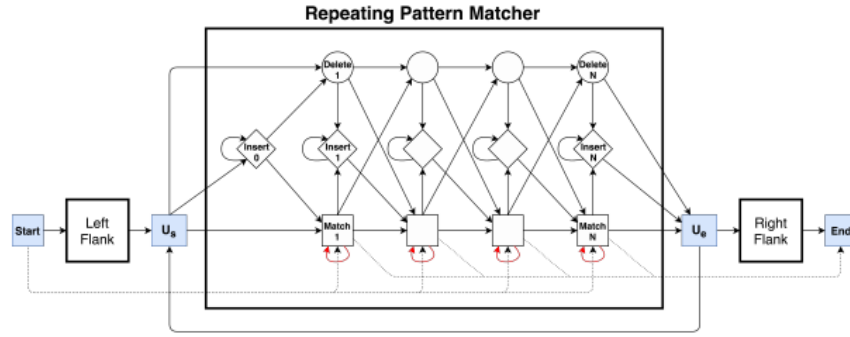 Repeating Pattern Matcher
Delete
1
Delete
N
Insert
0
Insert
1
Insert
N
Start
Left
Flank
Us
Match
1
Match
N
Ue
Right
Flank
End